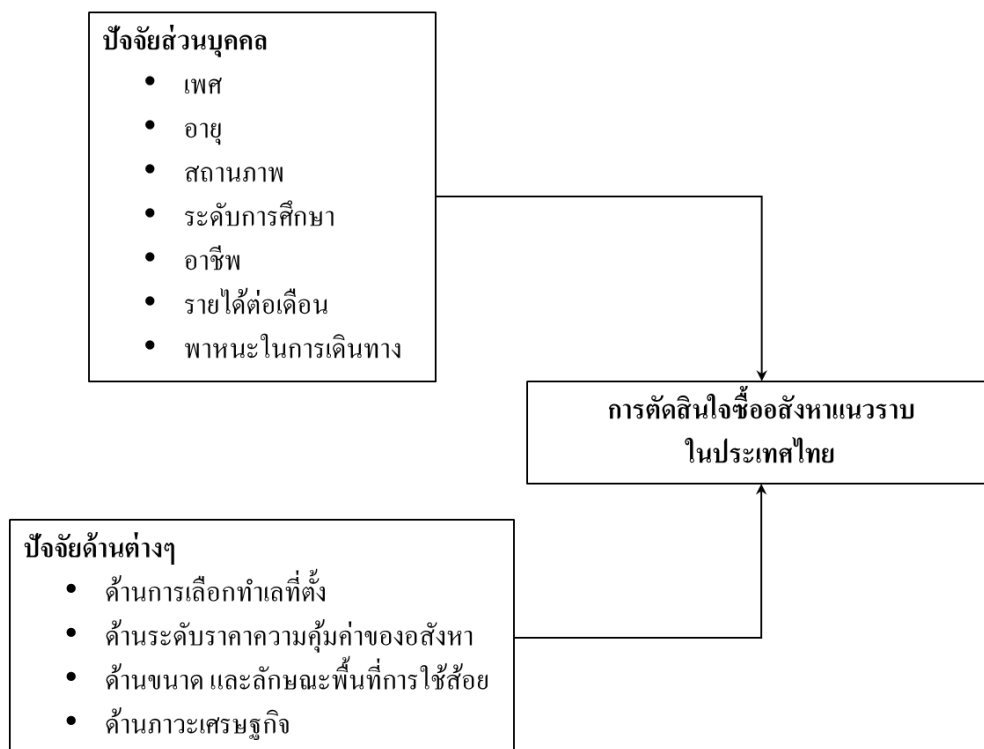 ปัจจัยส่วนบุคคล
• เพศ
• อายุ
• สถานภาพ
• ระดับการศึกษา
• อาชีพ
• รายได้ต่อเดือน
• พาหนะในการเดินทาง
การตัดสินใจซื้ออสังหาแนวราบ
ในประเทศไทย
ปัจจัยด้านต่างๆ
• ด้านการเลือกทำเลที่ตั้ง
• ด้านระดับราคาความคุ้มค่าของอสังหา
• ด้านขนาด และลักษณะพื้นที่การใช้ส้อย
• ด้านภาวะเศรษฐกิจ